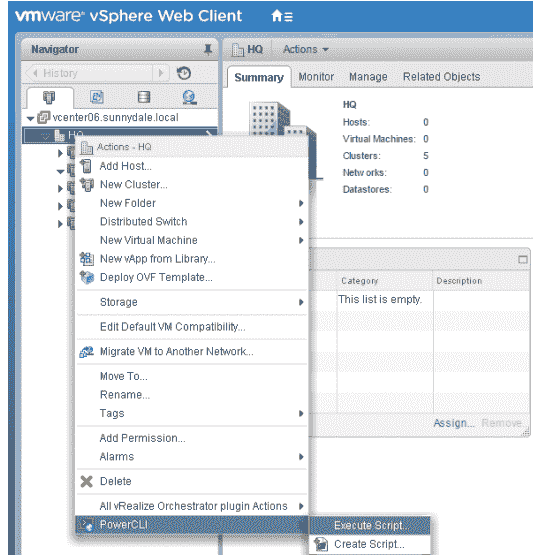 vmware® vSphere Web Client
Navigator
HQ Actions
History
Summary Monitor Manage Related Objects
vcenter06.sunnydale.local
HQ
HQ
Hosts: 0
Virtual Machines: 0
Clusters: 5
Networks: 0
Datastores: 0
Actions - HQ
Add Host...
New Cluster...
New Folder
Distributed Switch
New Virtual Machine
New vApp from Library...
Deploy OVF Template...
Storage
Edit Default VM Compatibility...
Migrate VM to Another Network...
Move To...
Rename...
Tags
Add Permission...
Alarms
Delete
All vRealize Orchestrator plugin Actions
PowerCLI
Category Description
This list is empty.
Assign... Remove...
Execute Script...
Create Script...